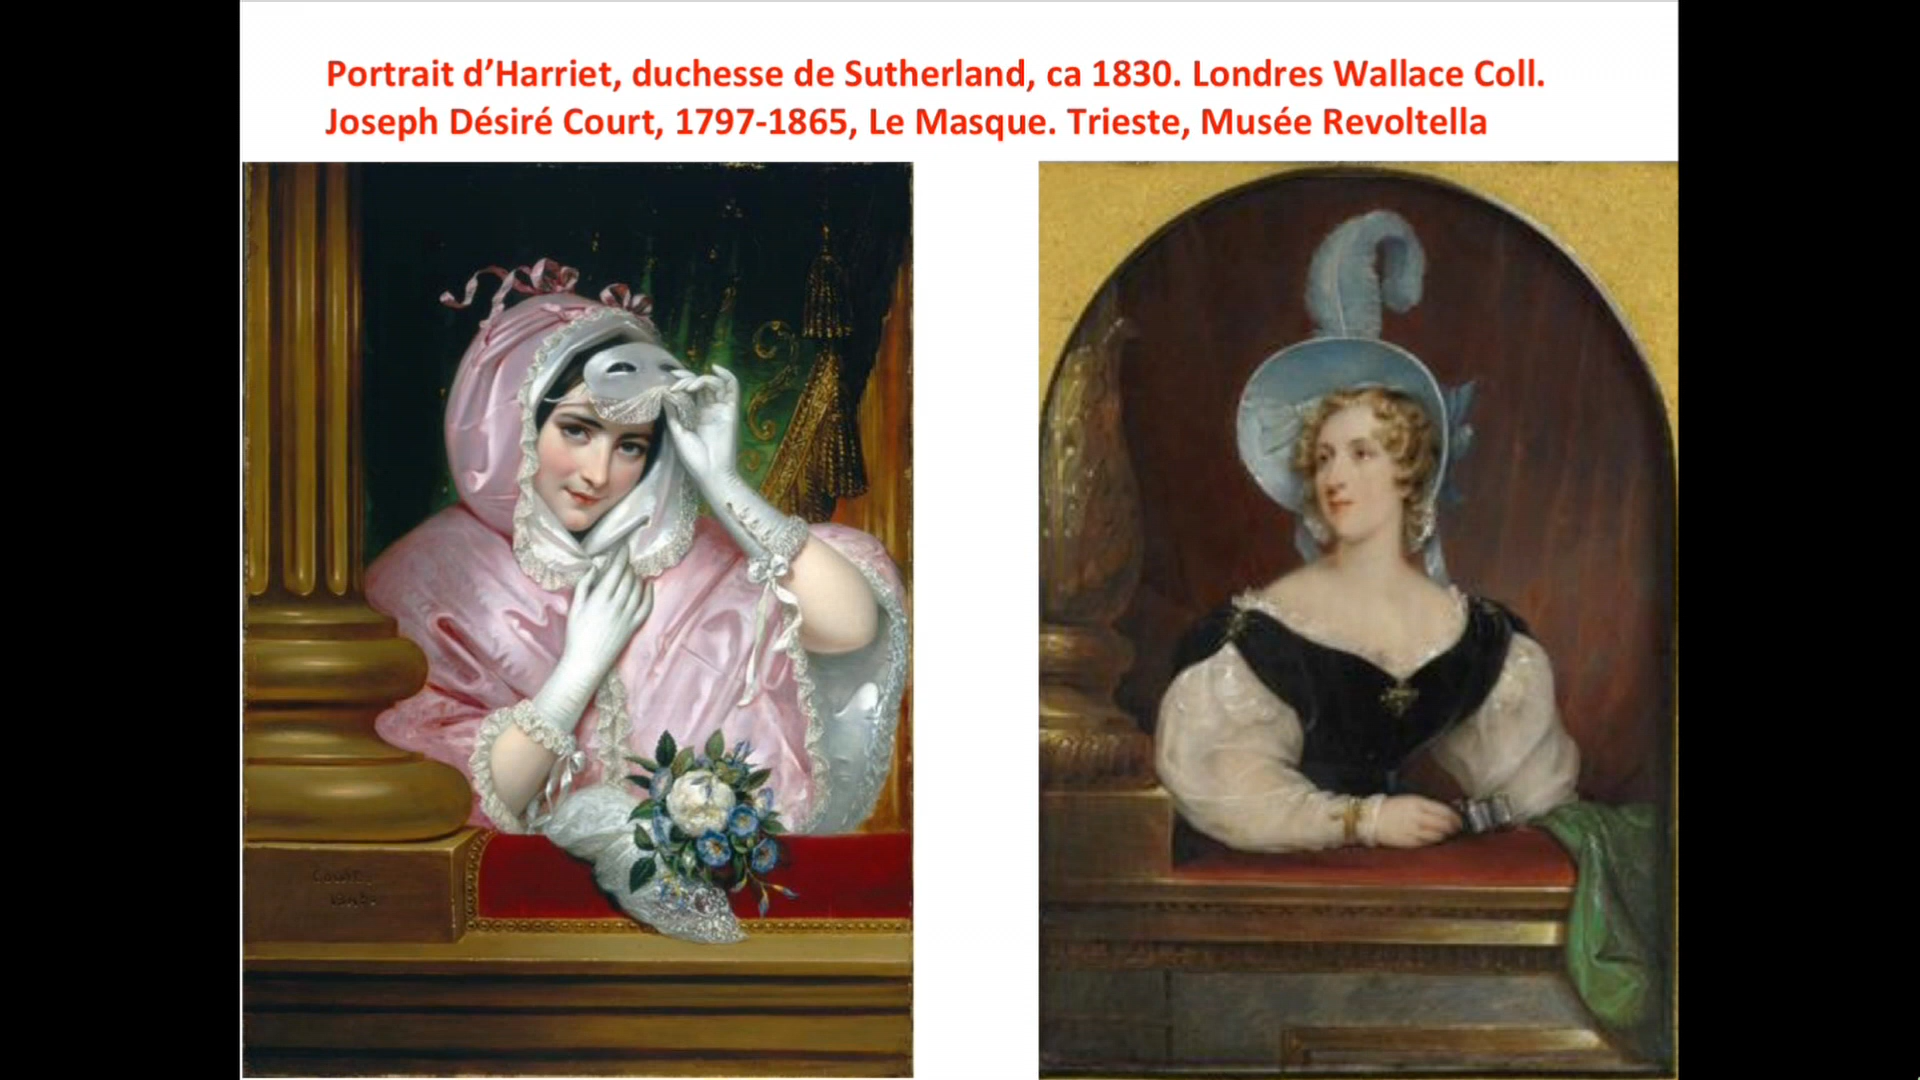 Portrait d’Harriet, duchesse de Sutherland, ca 1830. Londres Wallace Coll.
Joseph Désiré Court, 1797-1865, Le Masque. Trieste, Musée Revoltella